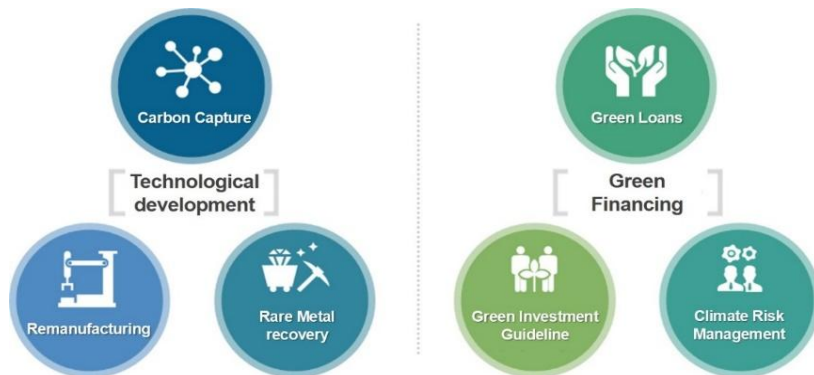 Carbon Capture
Technological
development
Remanufacturing
Rare Metal
recovery
Green Loans
Green
Financing
Green Investment
Guideline
Climate Risk
Management